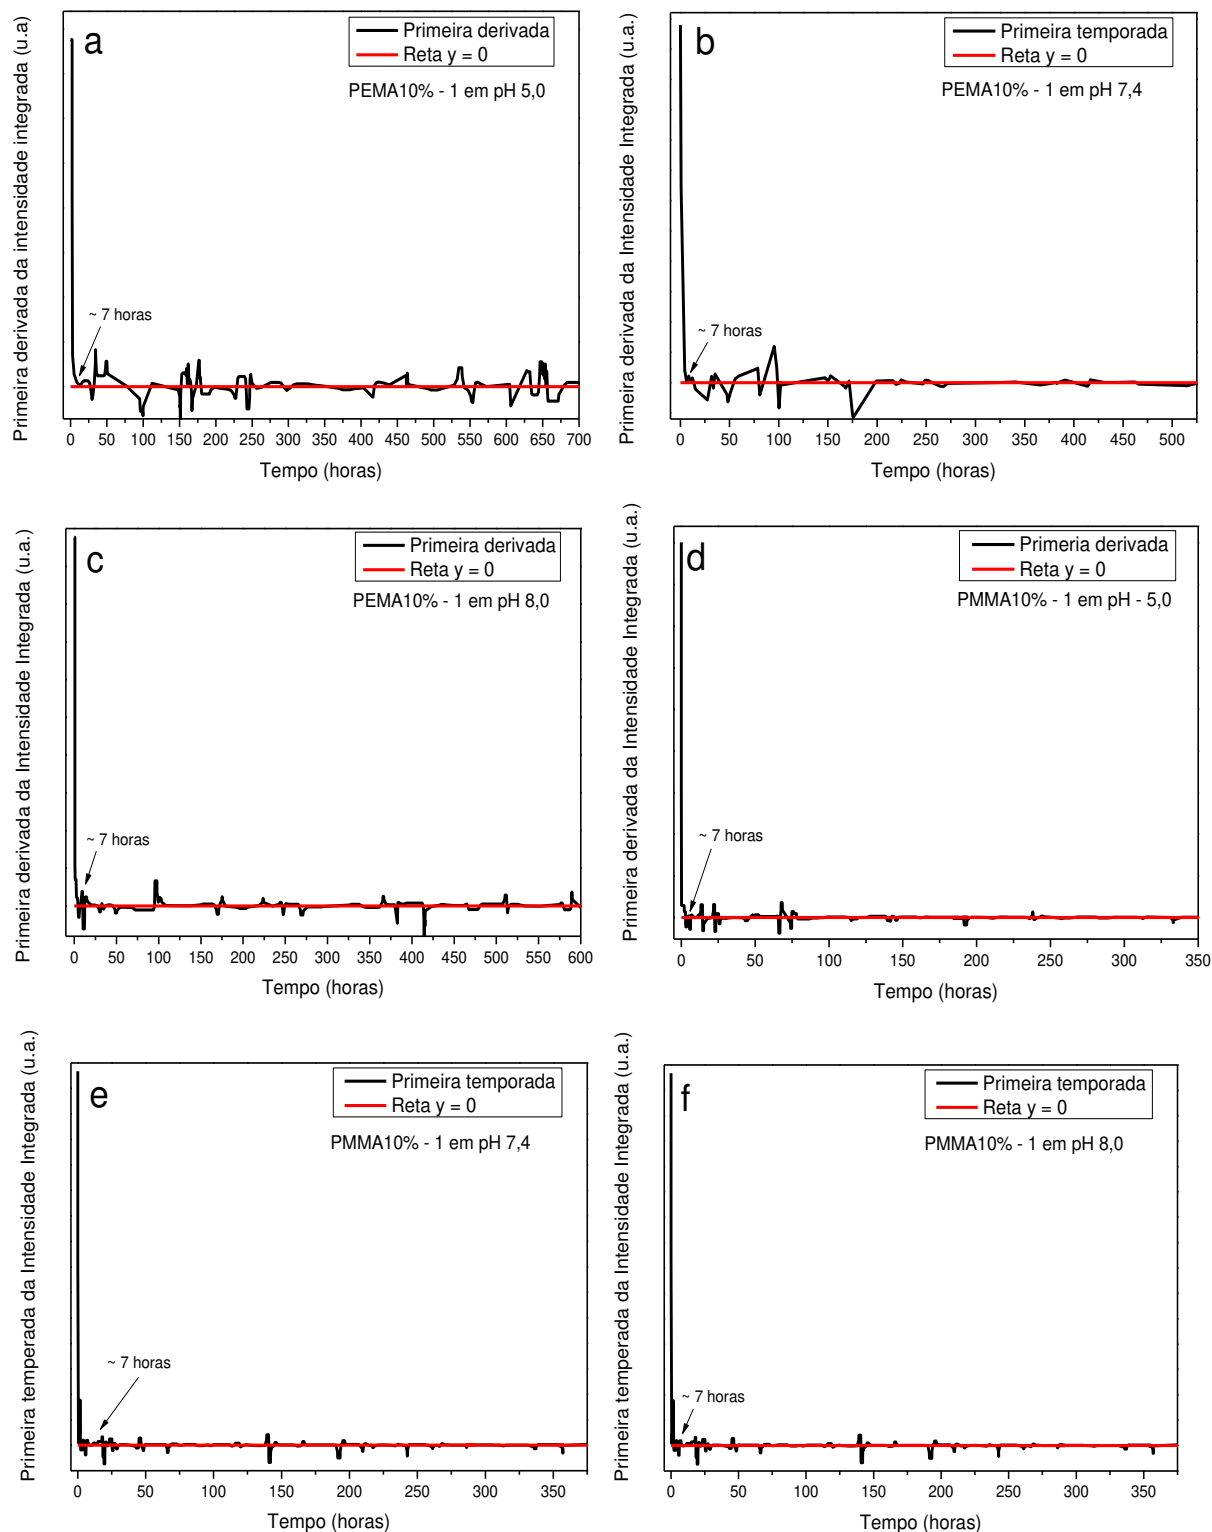 Primeira derivada da intensidade integrada (u.a)
a
Primeira derivada
Reta y = 0
PEMA10% - 1 em pH 5,0
~ 7 horas
0 50 100 150 200 250 300 350 400 450 500 550 600 650 700
Tempo (horas)
Primeira derivada da Intensidade Integrada (u.a.)
b
Primeira temporada
Reta y = 0
PEMA10% - 1 em pH 7,4
~ 7 horas
0 50 100 150 200 250 300 350 400 450 500
Tempo (horas)
Primeira derivada da Intensidade Integrada (u.a.)
c
Primeira derivada
Reta y = 0
PEMA10% - 1 em pH 8,0
~ 7 horas
0 50 100 150 200 250 300 350 400 450 500 550 600
Tempo (horas)
Primeira derivada da Intensidade Integrada (u.a.)
d
Primeria derivada
Reta y = 0
PMMA10% - 1 em pH - 5,0
~ 7 horas
0 50 100 150 200 250 300 350
Tempo (horas)
Primeira temperada da Intensidade Integrada (u.a.)
e
Primeira temporada
Reta y = 0
PMMA10% - 1 em pH 7,4
~ 7 horas
0 50 100 150 200 250 300 350
Tempo (horas)
Primeira temperada da Intensidade Integrada (u.a.)
f
Primeira temporada
Reta y = 0
PMMA10% - 1 em pH 8,0
~ 7 horas
0 50 100 150 200 250 300 350
Tempo (horas)